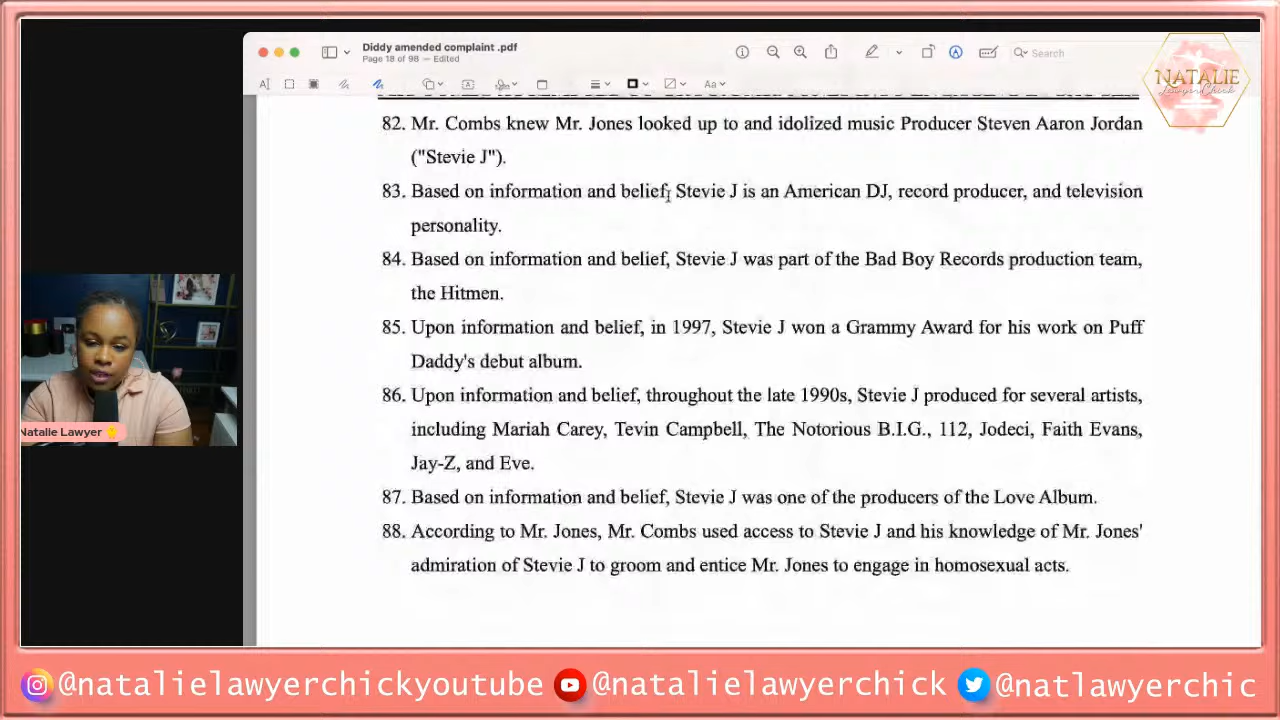 Diddy amended complaint .pdf
Page 18 of 98 — Edited
Search
NATALIE
LawyerChick
82. Mr. Combs knew Mr. Jones looked up to and idolized music Producer Steven Aaron Jordan
("Stevie J").
83. Based on information and belief, Stevie J is an American DJ, record producer, and television
personality.
84. Based on information and belief, Stevie J was part of the Bad Boy Records production team,
the Hitmen.
85. Upon information and belief, in 1997, Stevie J won a Grammy Award for his work on Puff
Daddy's debut album.
86. Upon information and belief, throughout the late 1990s, Stevie J produced for several artists,
including Mariah Carey, Tevin Campbell, The Notorious B.I.G., 112, Jodeci, Faith Evans,
Jay-Z, and Eve.
87. Based on information and belief, Stevie J was one of the producers of the Love Album.
88. According to Mr. Jones, Mr. Combs used access to Stevie J and his knowledge of Mr. Jones'
admiration of Stevie J to groom and entice Mr. Jones to engage in homosexual acts.
Natalie Lawyer
@natalielawyerchickyoutube @natalielawyerchick @natlawyerchic